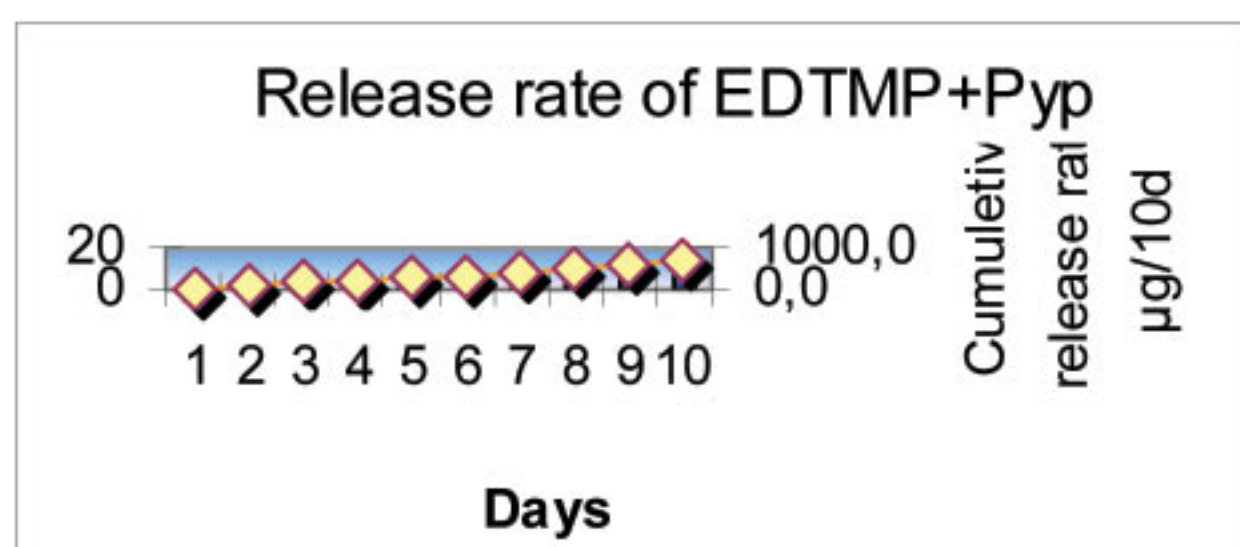 Release rate of EDTMP+Pyp
20
0
1000,0
0,0
1 2 3 4 5 6 7 8 9 10
Days
Cumuletiv
release rat
µg/10d